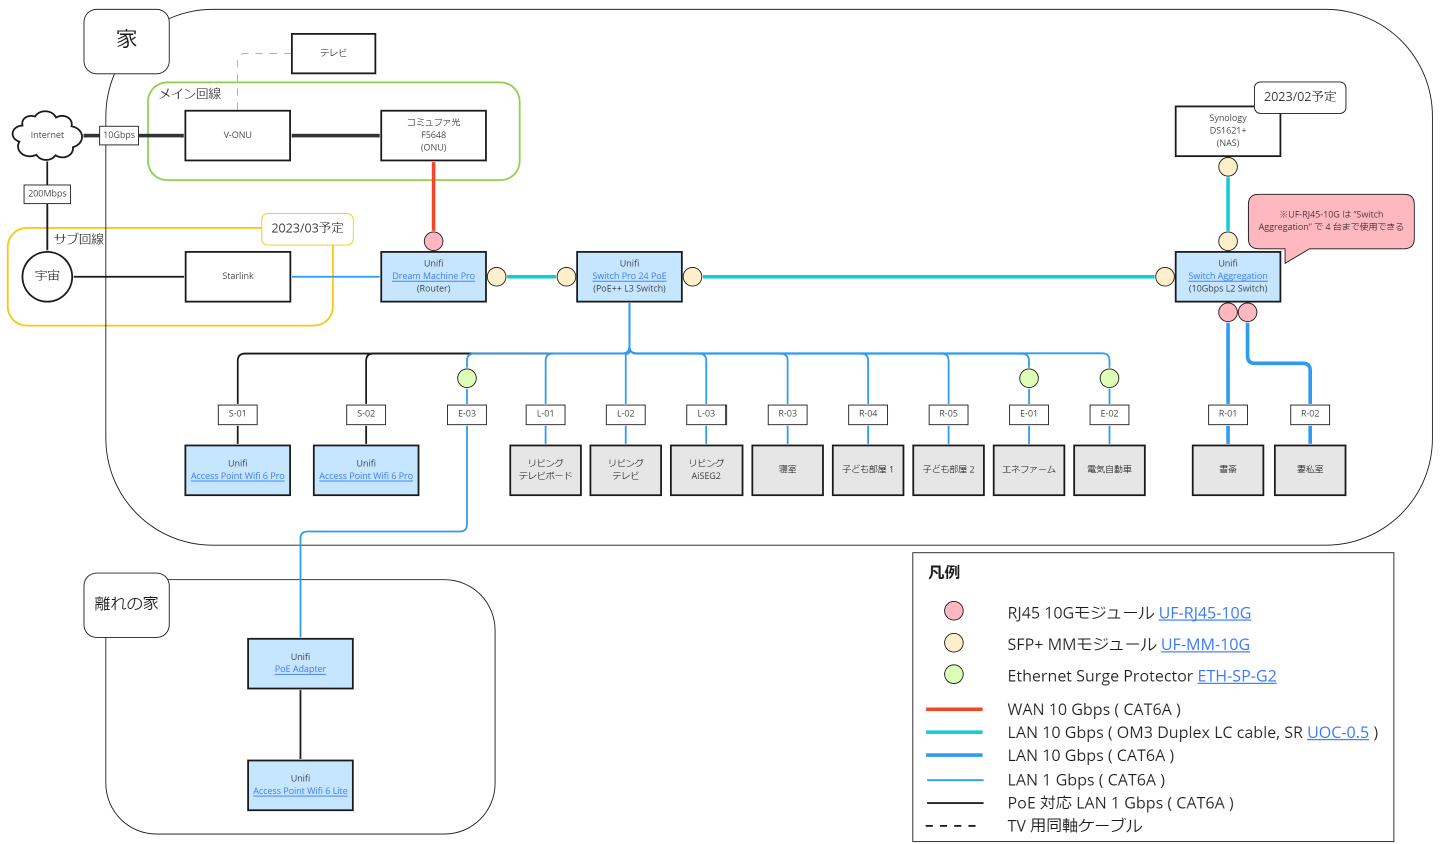 家
テレビ
メイン回線
Internet
10Gbps
V-ONU
コミュファ光
F5648
(ONU)
2023/02予定
Synology
DS1621+
(NAS)
200Mbps
※UF-RJ45-10G は “Switch
Aggregation” で 4 台まで使用できる
2023/03予定
サブ回線
宇宙
Starlink
Unifi
Dream Machine Pro
(Router)
Unifi
Switch Pro 24 PoE
(PoE++ L3 Switch)
Unifi
Switch Aggregation
(10Gbps L2 Switch)
S-01
S-02
E-03
L-01
L-02
L-03
R-03
R-04
R-05
E-01
E-02
R-01
R-02
Unifi
Access Point Wifi 6 Pro
Unifi
Access Point Wifi 6 Pro
リビング
テレビボード
リビング
テレビ
リビング
AiSEG2
寝室
子ども部屋 1
子ども部屋 2
エネファーム
電気自動車
書斎
妻私室
離れの家
Unifi
PoE Adapter
Unifi
Access Point Wifi 6 Lite
凡例
RJ45 10Gモジュール UF-RJ45-10G
SFP+ MMモジュール UF-MM-10G
Ethernet Surge Protector ETH-SP-G2
WAN 10 Gbps ( CAT6A )
LAN 10 Gbps ( OM3 Duplex LC cable, SR UOC-0.5 )
LAN 10 Gbps ( CAT6A )
LAN 1 Gbps ( CAT6A )
PoE 対応 LAN 1 Gbps ( CAT6A )
TV 用同軸ケーブル